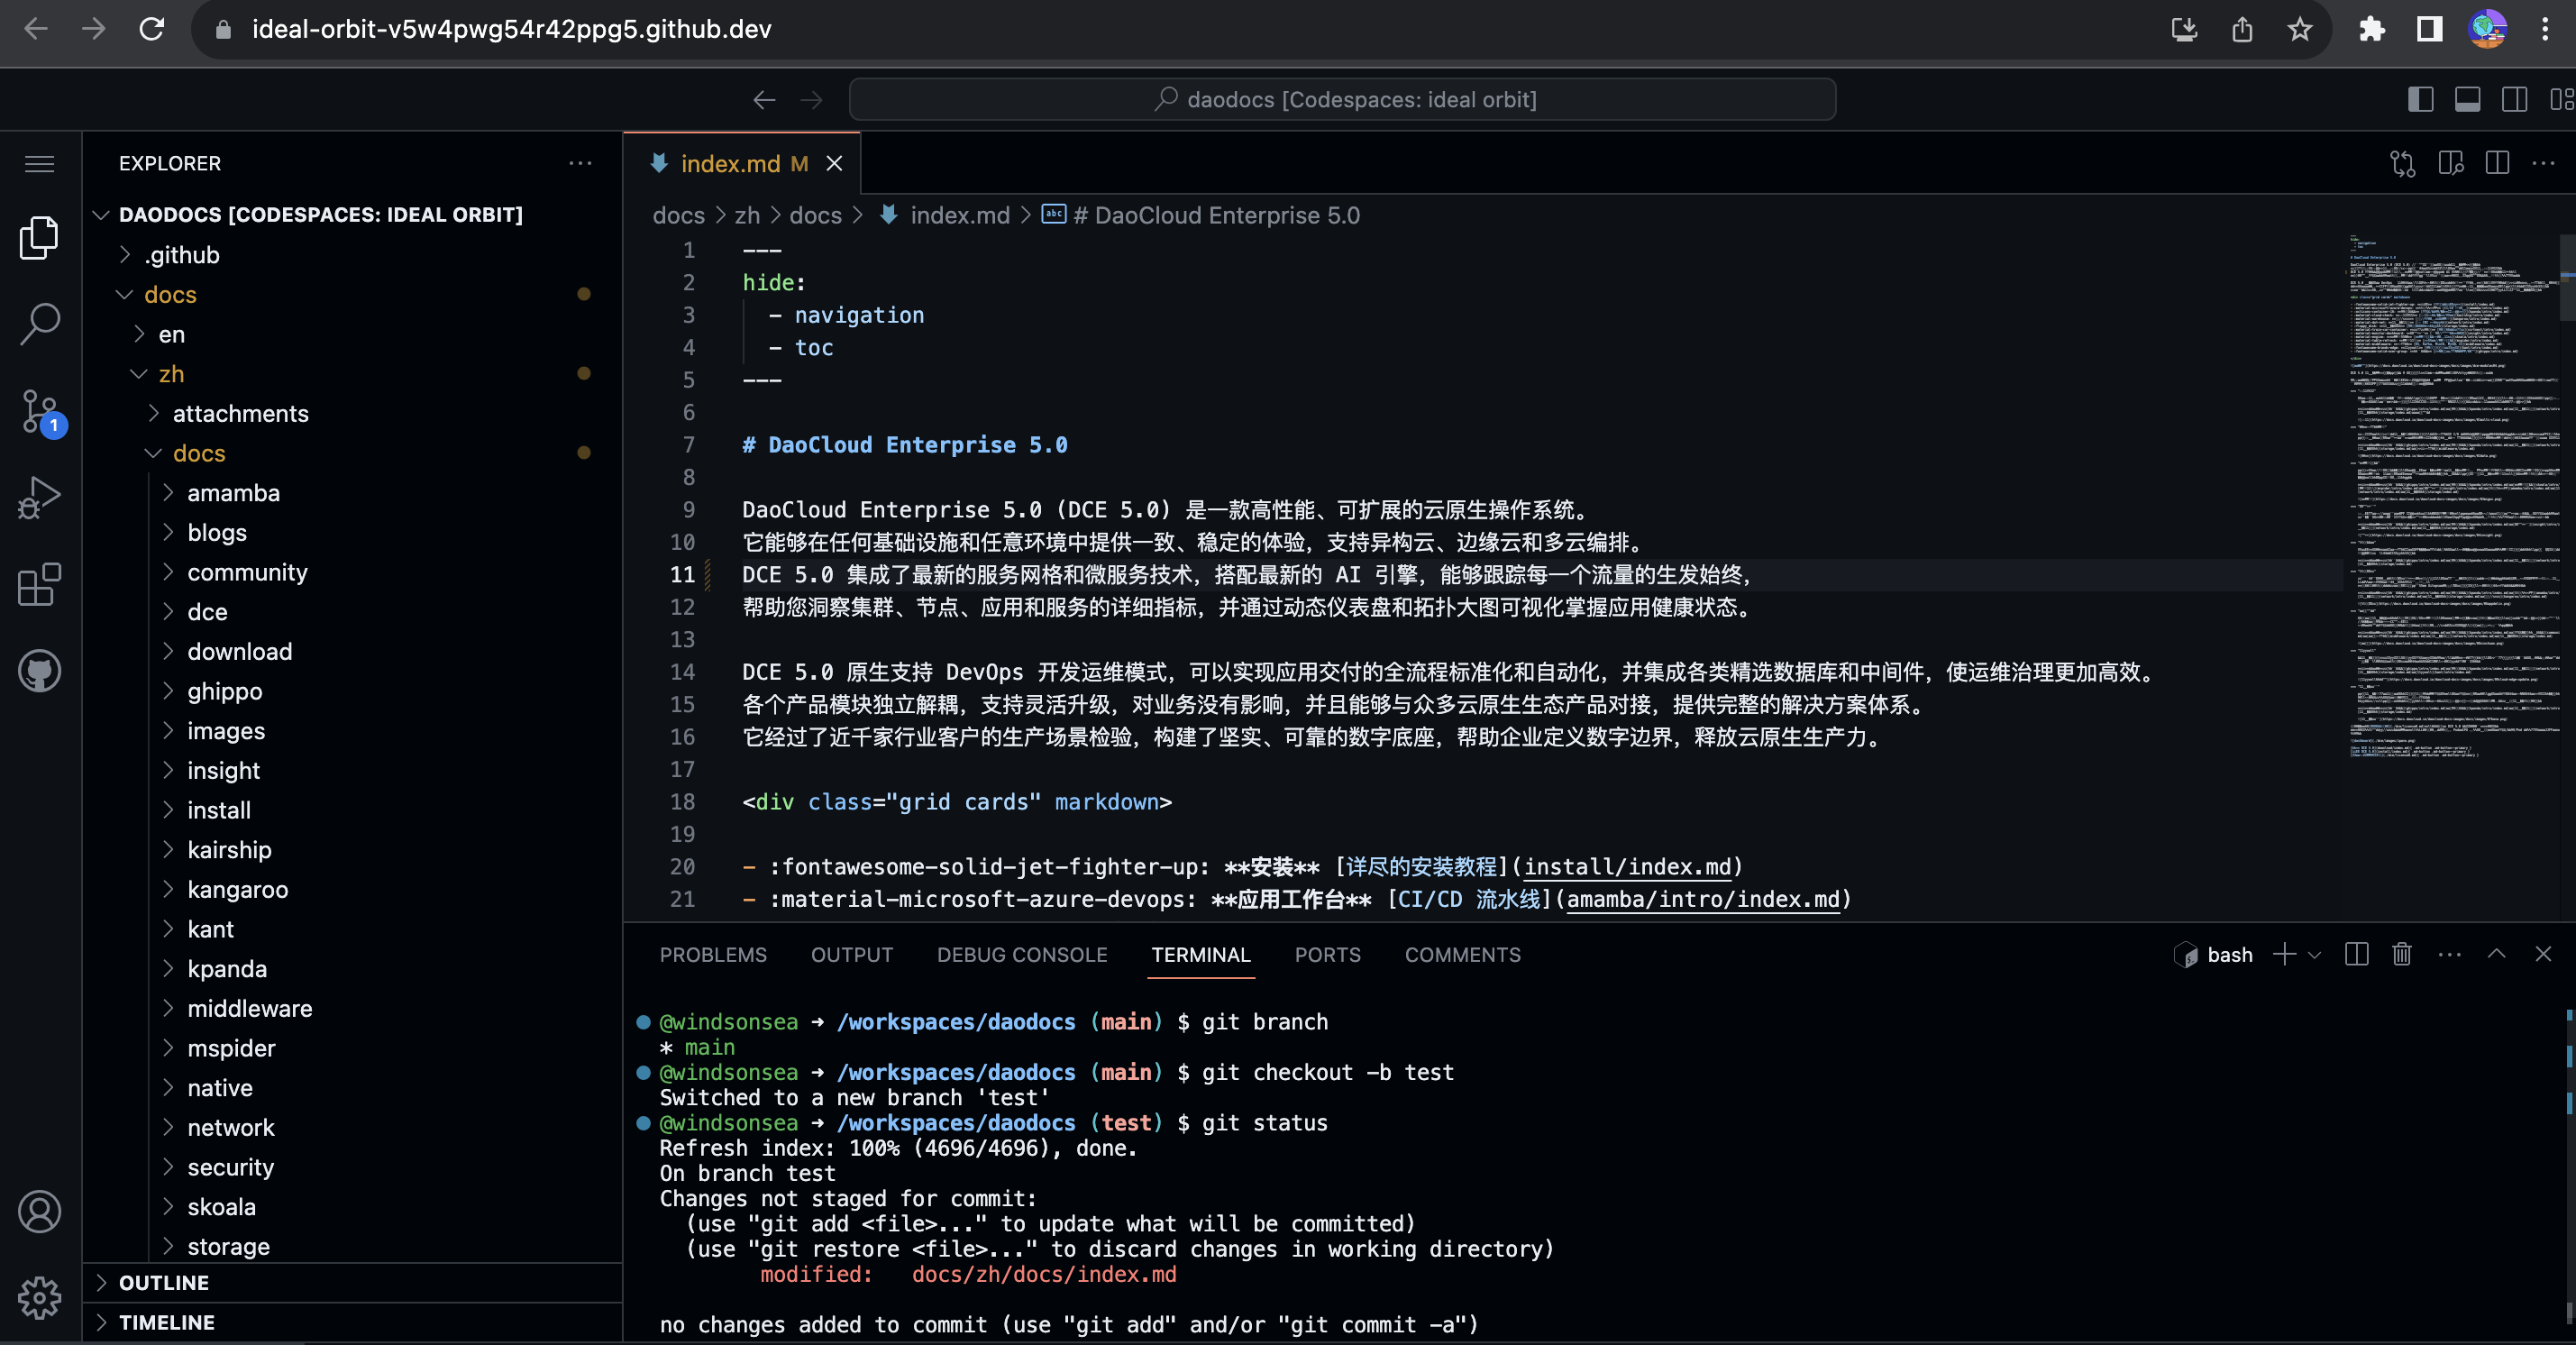 ideal-orbit-v5w4pwg54r42ppg5.github.dev
daodocs [Codespaces: ideal orbit]
EXPLORER
DAODOCS [CODESPACES: IDEAL ORBIT]
.github
docs
en
zh
attachments
docs
amamba
blogs
community
dce
download
ghippo
images
insight
install
kairship
kangaroo
kant
kpanda
middleware
mspider
native
network
security
skoala
storage
OUTLINE
TIMELINE
1
index.md M
docs > zh > docs > index.md > # DaoCloud Enterprise 5.0
1 ---
2 hide:
3 - navigation
4 - toc
5 ---
6
7 # DaoCloud Enterprise 5.0
8
9 DaoCloud Enterprise 5.0 (DCE 5.0) 是一款高性能、可扩展的云原生操作系统。
10 它能够在任何基础设施和任意环境中提供一致、稳定的体验，支持异构云、边缘云和多云编排。
11 DCE 5.0 集成了最新的服务网格和微服务技术，搭配最新的 AI 引擎，能够跟踪每一个流量的生发始终，
12 帮助您洞察集群、节点、应用和服务的详细指标，并通过动态仪表盘和拓扑大图可视化掌握应用健康状态。
13
14 DCE 5.0 原生支持 DevOps 开发运维模式，可以实现应用交付的全流程标准化和自动化，并集成各类精选数据库和中间件，使运维治理更加高效。
15 各个产品模块独立解耦，支持灵活升级，对业务没有影响，并且能够与众多云原生生态产品对接，提供完整的解决方案体系。
16 它经过了近千家行业客户的生产场景检验，构建了坚实、可靠的数字底座，帮助企业定义数字边界，释放云原生生产力。
17
18 <div class="grid cards" markdown>
19
20 - :fontawesome-solid-jet-fighter-up: **安装** [详尽的安装教程](install/index.md)
21 - :material-microsoft-azure-devops: **应用工作台** [CI/CD 流水线](amamba/intro/index.md)
PROBLEMS OUTPUT DEBUG CONSOLE TERMINAL PORTS COMMENTS
bash
@windsonsea ➜ /workspaces/daodocs (main) $ git branch
* main
@windsonsea ➜ /workspaces/daodocs (main) $ git checkout -b test
Switched to a new branch 'test'
@windsonsea ➜ /workspaces/daodocs (test) $ git status
Refresh index: 100% (4696/4696), done.
On branch test
Changes not staged for commit:
(use "git add <file>..." to update what will be committed)
(use "git restore <file>..." to discard changes in working directory)
modified: docs/zh/docs/index.md
no changes added to commit (use "git add" and/or "git commit -a")